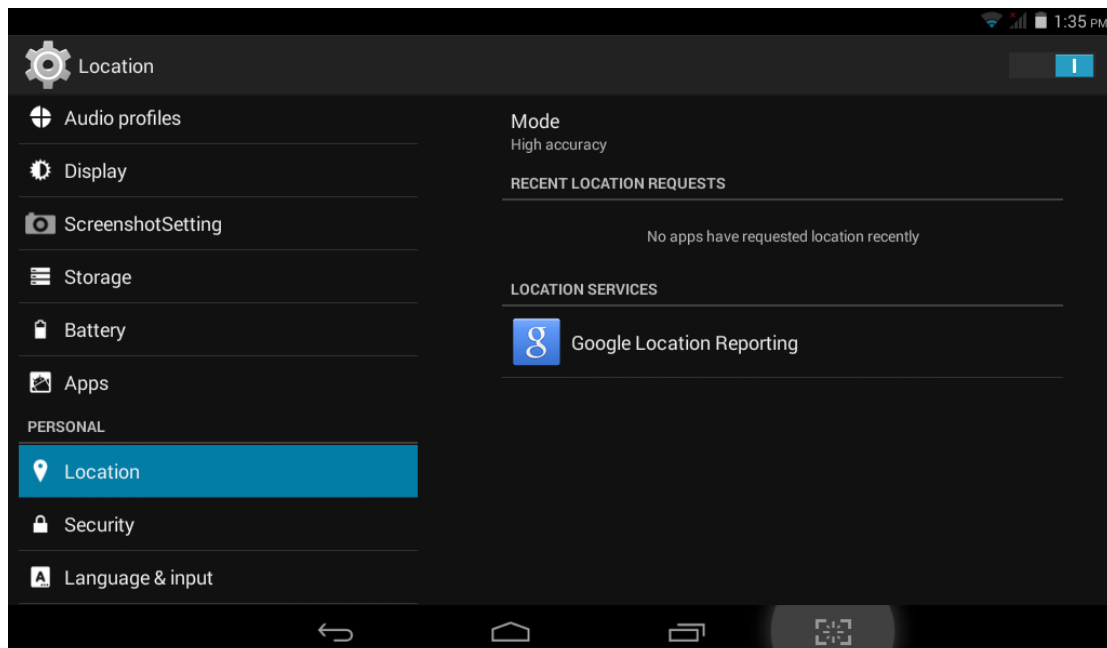 1:35 PM
Location
Audio profiles
Display
ScreenshotSetting
Storage
Battery
Apps
PERSONAL
Location
Security
Language & input
Mode
High accuracy
RECENT LOCATION REQUESTS
No apps have requested location recently
LOCATION SERVICES
g
Google Location Reporting